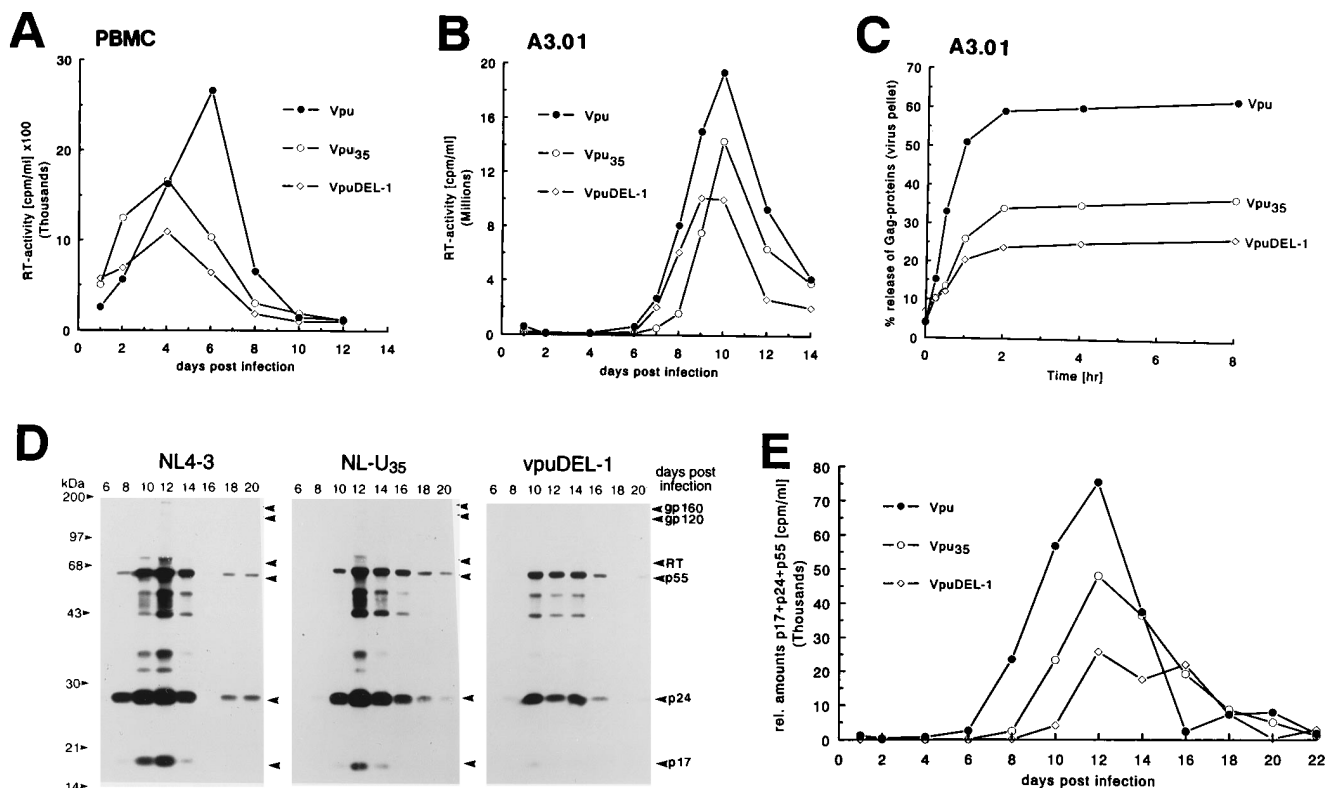 A
PBMC
RT-activity [cpm/ml] x100
(Thousands)
30
20
10
0
0 2 4 6 8 10 12 14
days post infection
Vpu
Vpu35
VpuDEL-1
B
A3.01
RT-activity [cpm/ml]
(Millions)
20
16
12
8
4
0
0 2 4 6 8 10 12 14
days post infection
Vpu
Vpu35
VpuDEL-1
C
A3.01
% release of Gag-proteins (virus pellet)
70
60
50
40
30
20
10
0
0 2 4 6 8
Time [hr]
Vpu
Vpu35
VpuDEL-1
D
NL4-3
NL-U35
vpuDEL-1
days post
infection
kDa
6 8 10 12 14 16 18 20
6 8 10 12 14 16 18 20
6 8 10 12 14 16 18 20
200
97
68
43
30
21
14
gp160
gp120
RT
p55
p24
p17
E
rel. amounts p17+p24+p55 [cpm/ml]
(Thousands)
80
70
60
50
40
30
20
10
0
0 2 4 6 8 10 12 14 16 18 20 22
days post infection
Vpu
Vpu35
VpuDEL-1